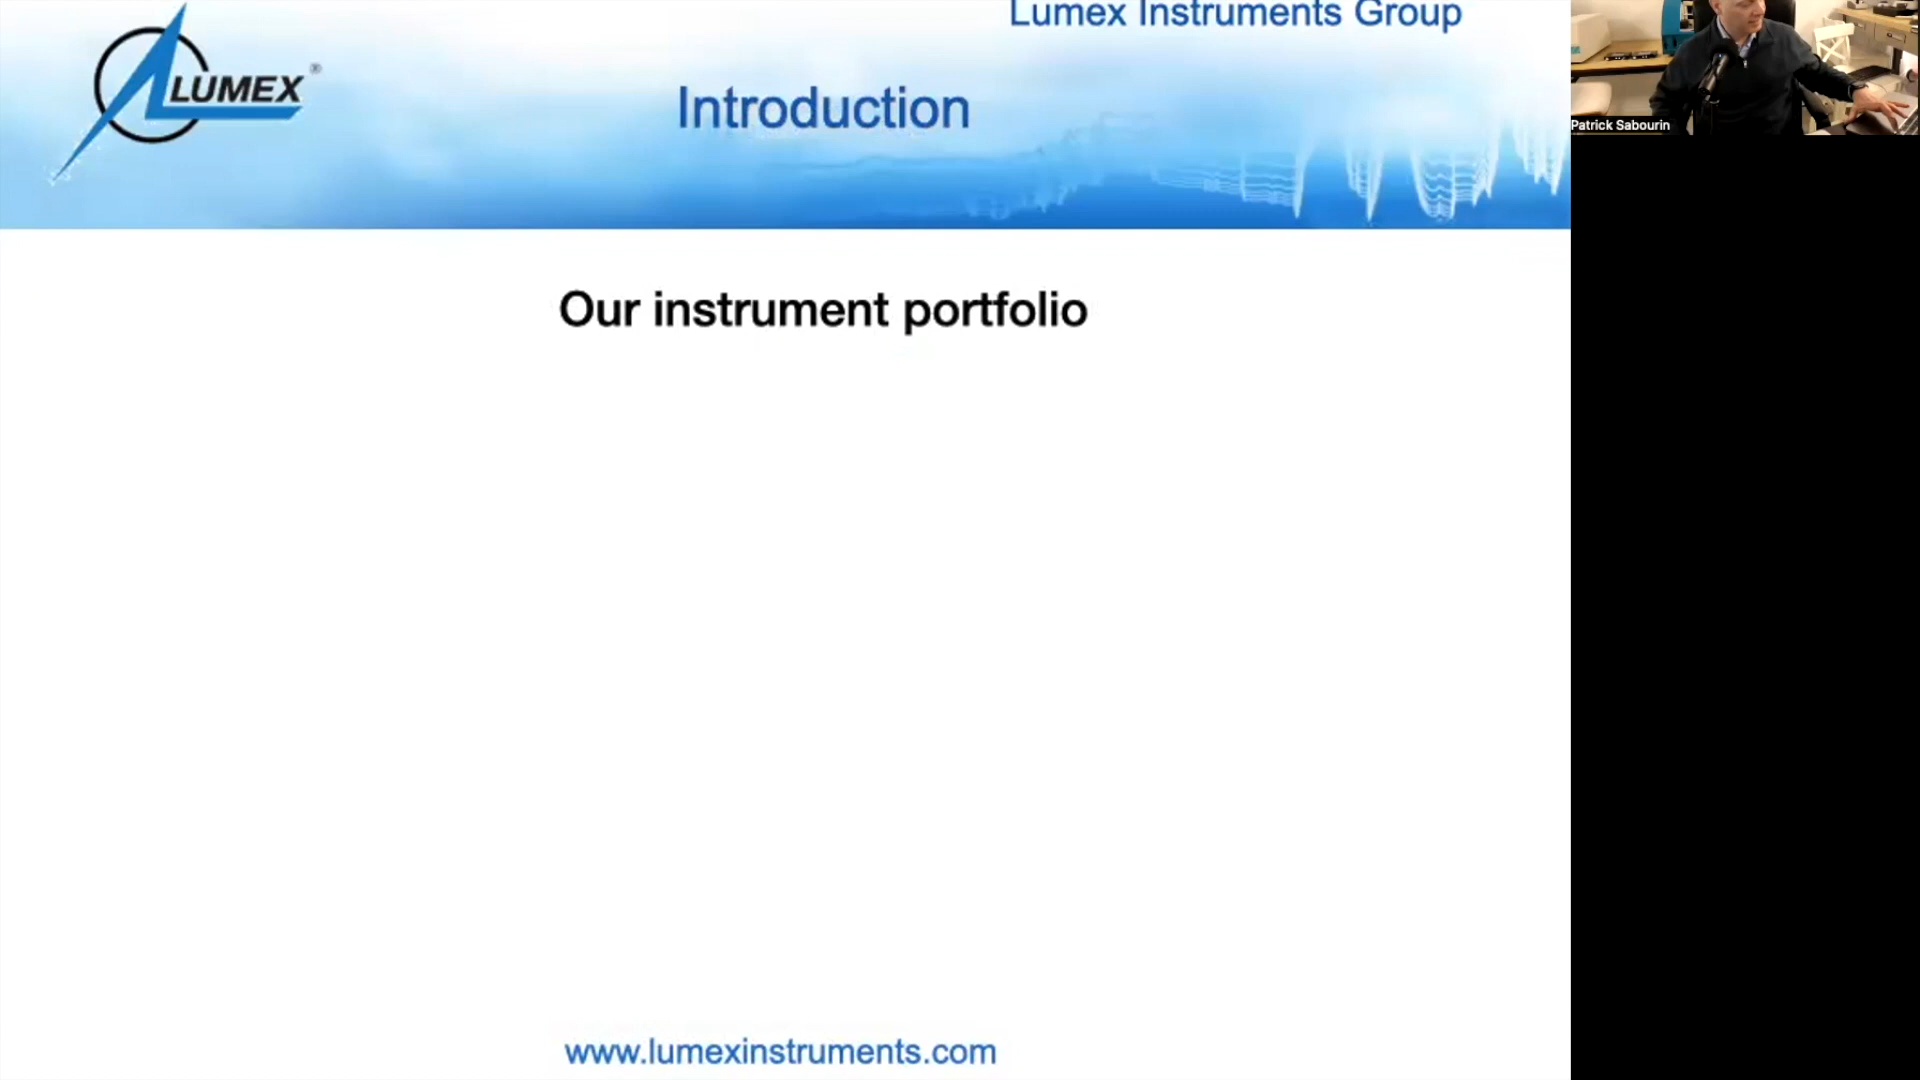 Lumex Instruments Group
LUMEX®
Introduction
Patrick Sabourin
Our instrument portfolio
www.lumexinstruments.com